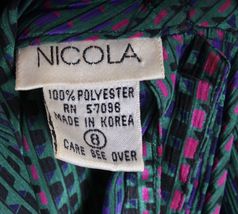 NICOLA
100% POLYESTER
RN 57096
MADE IN KOREA
8
CARE SEE OVER